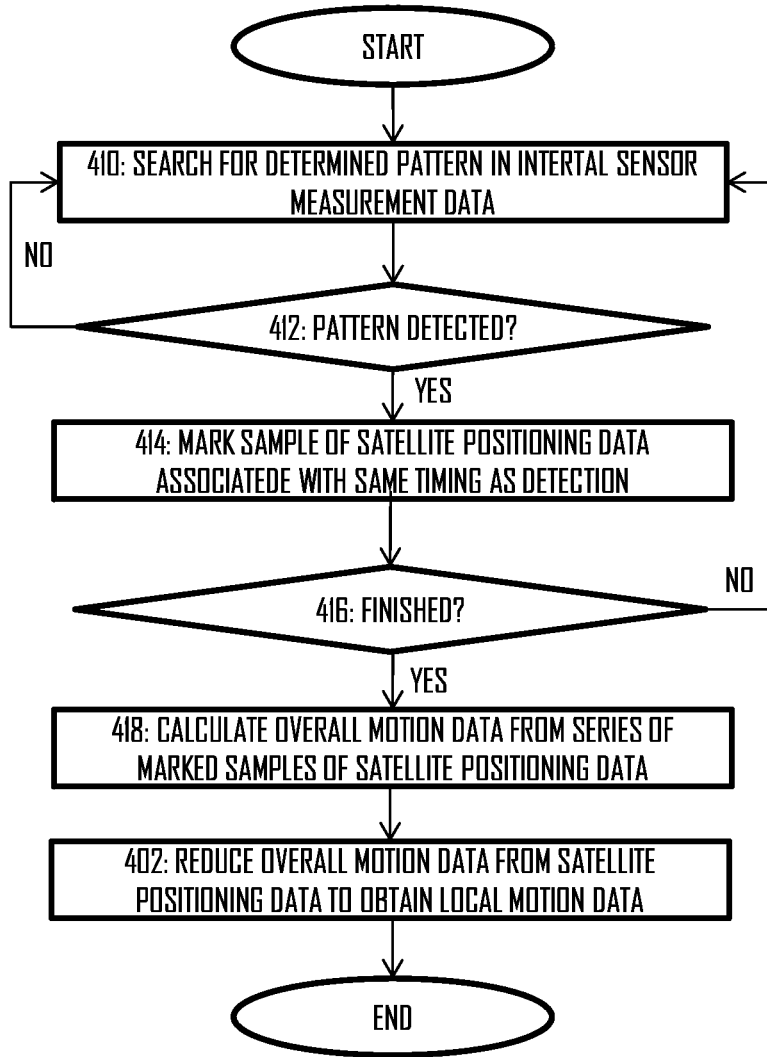 START
410: SEARCH FOR DETERMINED PATTERN IN INTERTAL SENSOR
MEASUREMENT DATA
NO
412: PATTERN DETECTED?
YES
414: MARK SAMPLE OF SATELLITE POSITIONING DATA
ASSOCIATEDE WITH SAME TIMING AS DETECTION
NO
416: FINISHED?
YES
418: CALCULATE OVERALL MOTION DATA FROM SERIES OF
MARKED SAMPLES OF SATELLITE POSITIONING DATA
402: REDUCE OVERALL MOTION DATA FROM SATELLITE
POSITIONING DATA TO OBTAIN LOCAL MOTION DATA
END